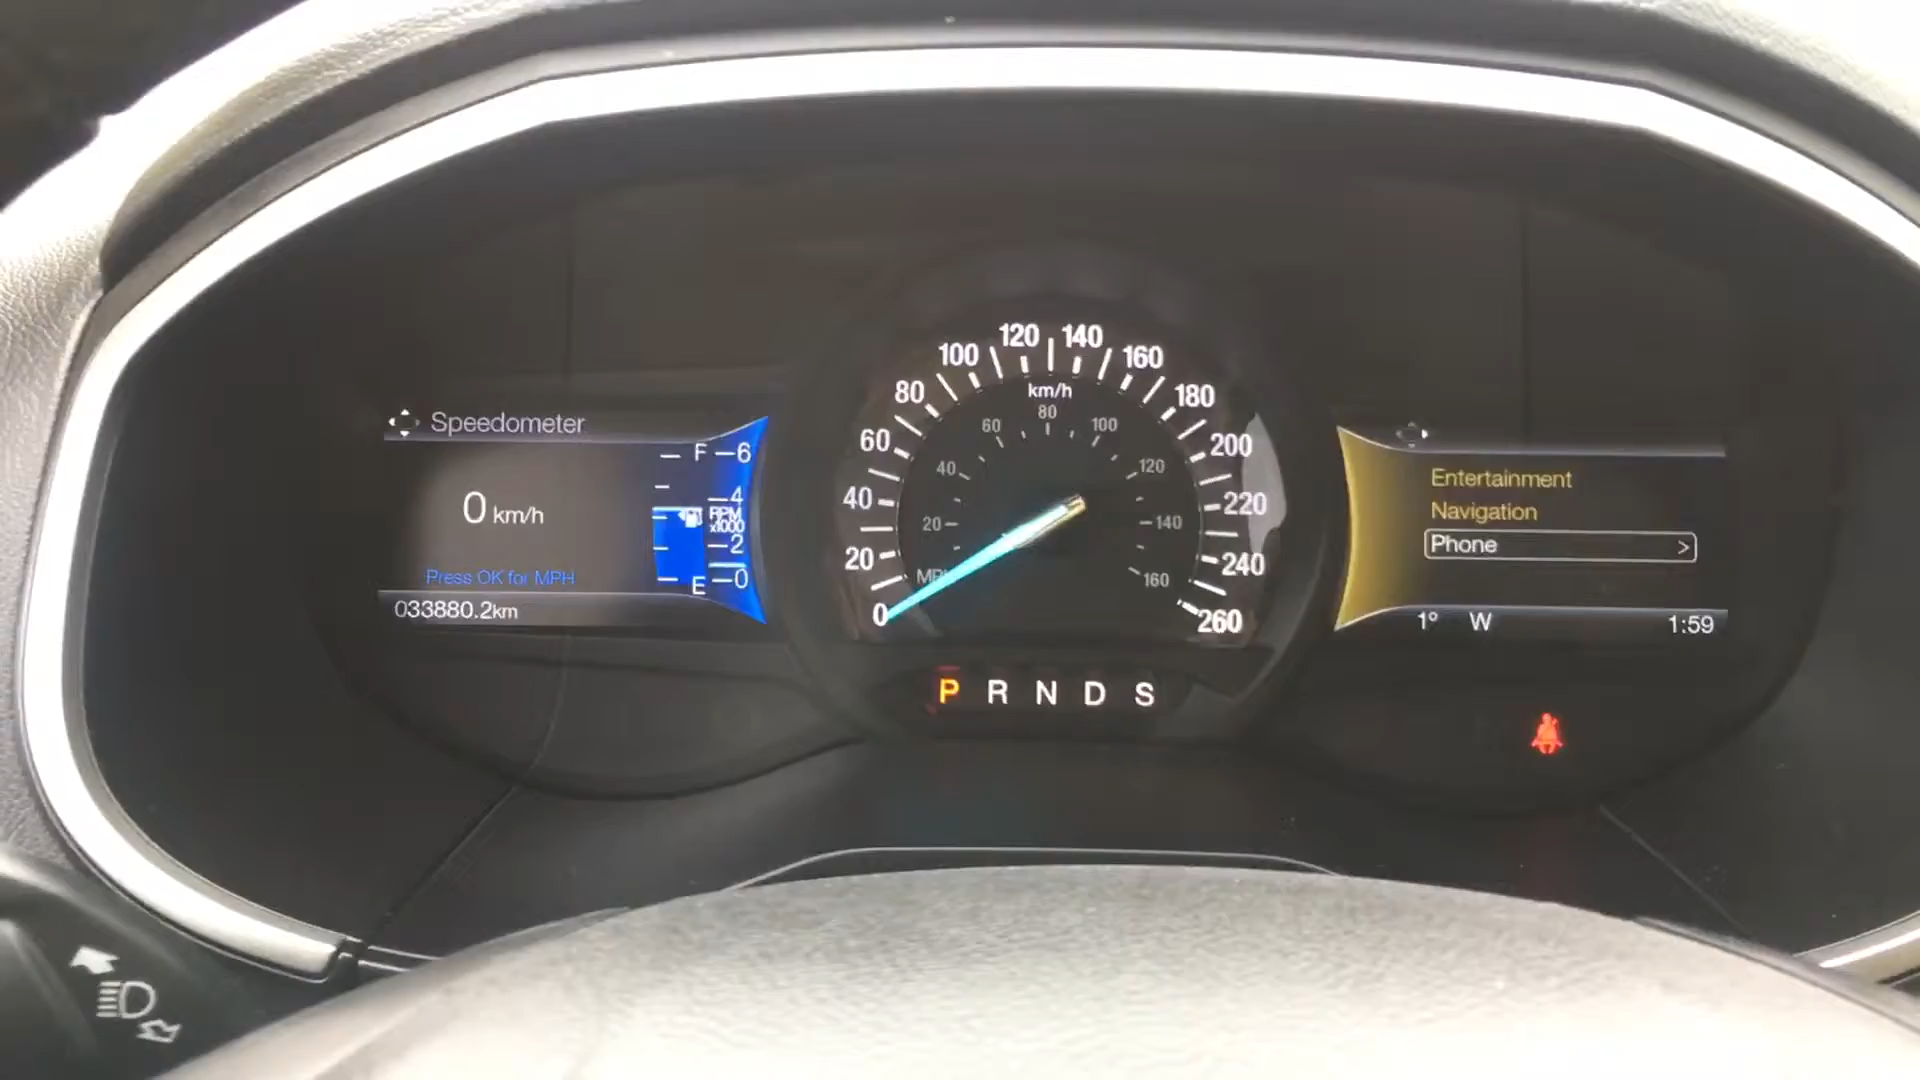 Speedometer
0 km/h
Press OK for MPH
033880.2km
F
E
6
4
RPM
x1000
2
0
0
20
40
60
80
100
120
140
160
180
200
220
240
260
km/h
20
40
60
80
100
120
140
160
P R N D S
Entertainment
Navigation
Phone >
1° W 1:59